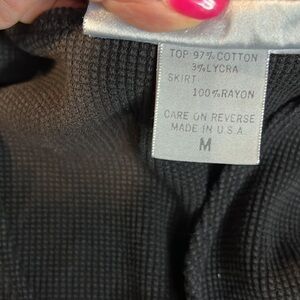 TOP 97% COTTON
3% LYCRA
SKIRT:
100% RAYON
CARE ON REVERSE
MADE IN U.S.A.
M